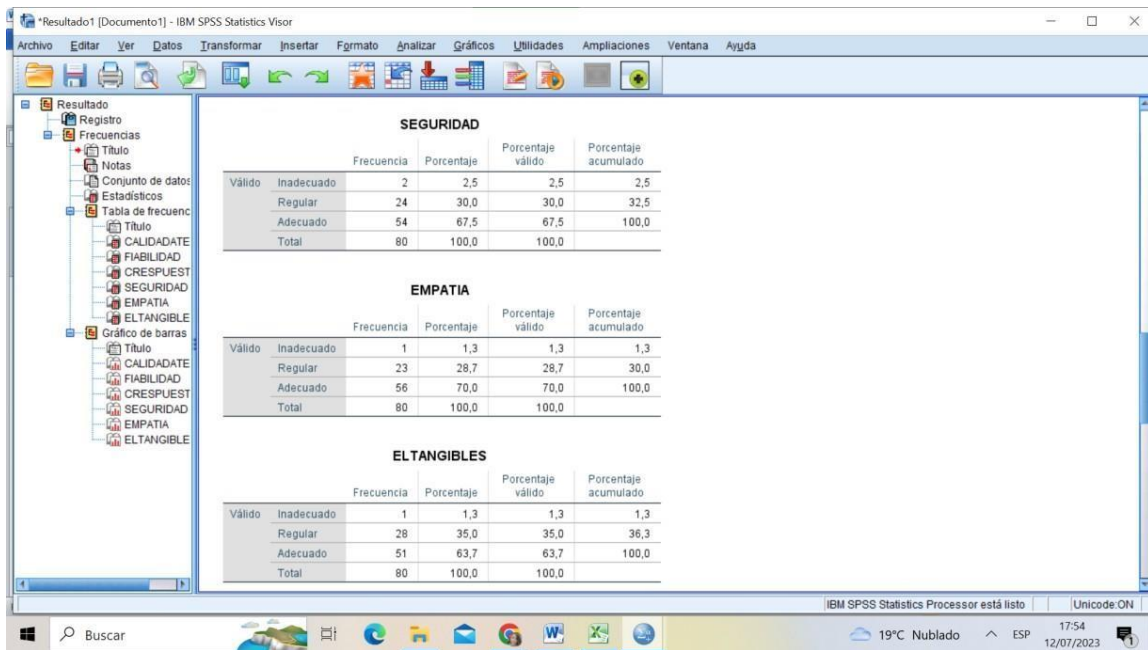 *Resultado1 [Documento1] - IBM SPSS Statistics Visor
Archivo Editar Ver Datos Transformar Insertar Formato Analizar Gráficos Utilidades Ampliaciones Ventana Ayuda
Resultado
Registro
Frecuencias
Título
Notas
Conjunto de datos
Estadísticos
Tabla de frecuenc
Título
CALIDADATE
FIABILIDAD
CRESPUEST
SEGURIDAD
EMPATIA
ELTANGIBLE
Gráfico de barras
Título
CALIDADATE
FIABILIDAD
CRESPUEST
SEGURIDAD
EMPATIA
ELTANGIBLE
SEGURIDAD
Frecuencia Porcentaje Porcentaje válido Porcentaje acumulado
Válido Inadecuado 2 2,5 2,5 2,5
Regular 24 30,0 30,0 32,5
Adecuado 54 67,5 67,5 100,0
Total 80 100,0 100,0
EMPATIA
Frecuencia Porcentaje Porcentaje válido Porcentaje acumulado
Válido Inadecuado 1 1,3 1,3 1,3
Regular 23 28,7 28,7 30,0
Adecuado 56 70,0 70,0 100,0
Total 80 100,0 100,0
ELTANGIBLES
Frecuencia Porcentaje Porcentaje válido Porcentaje acumulado
Válido Inadecuado 1 1,3 1,3 1,3
Regular 28 35,0 35,0 36,3
Adecuado 51 63,7 63,7 100,0
Total 80 100,0 100,0
IBM SPSS Statistics Processor está listo Unicode:ON
Buscar 19°C Nublado ESP 17:54
12/07/2023